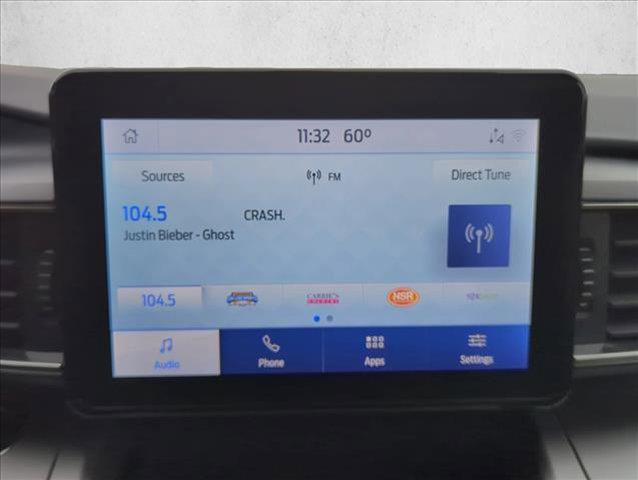 11:32 60°
Sources FM Direct Tune
104.5 CRASH.
Justin Bieber - Ghost
104.5 CARRIE'S NSR
Audio Phone Apps Settings